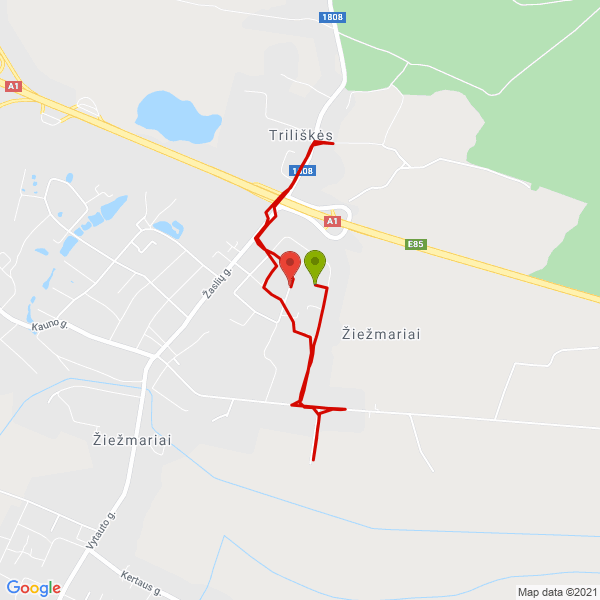 1808
A1
Triliškės
1808
A1
E85
Žaslių g.
Kauno g.
Žiežmariai
Žiežmariai
Vytauto g.
Kertaus g.
Google
Map data ©2021